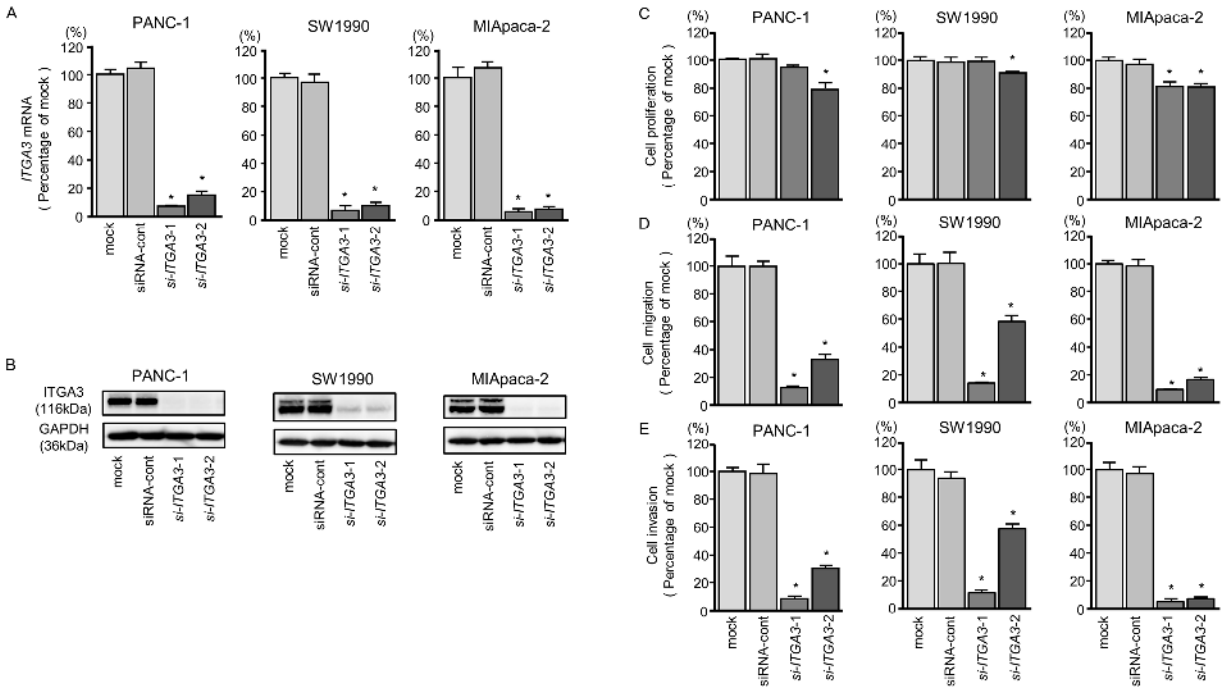 A
PANC-1
SW1990
MIApaca-2
(%)
(%)
(%)
ITGA3 mRNA
( Percentage of mock )
120
100
80
60
40
20
0
120
100
80
60
40
20
0
120
100
80
60
40
20
0
*
*
*
*
*
*
mock
siRNA-cont
si-ITGA3-1
si-ITGA3-2
mock
siRNA-cont
si-ITGA3-1
si-ITGA3-2
mock
siRNA-cont
si-ITGA3-1
si-ITGA3-2
B
PANC-1
SW1990
MIApaca-2
ITGA3
(116kDa)
GAPDH
(36kDa)
mock
siRNA-cont
si-ITGA3-1
si-ITGA3-2
mock
siRNA-cont
si-ITGA3-1
si-ITGA3-2
mock
siRNA-cont
si-ITGA3-1
si-ITGA3-2
C
PANC-1
SW1990
MIApaca-2
(%)
(%)
(%)
Cell proliferation
( Percentage of mock )
120
100
80
60
40
20
0
120
100
80
60
40
20
0
120
100
80
60
40
20
0
*
*
*
*
D
PANC-1
SW1990
MIApaca-2
(%)
(%)
(%)
Cell migration
( Percentage of mock )
120
100
80
60
40
20
0
120
100
80
60
40
20
0
120
100
80
60
40
20
0
*
*
*
*
*
*
E
PANC-1
SW1990
MIApaca-2
(%)
(%)
(%)
Cell invasion
( Percentage of mock )
120
100
80
60
40
20
0
120
100
80
60
40
20
0
120
100
80
60
40
20
0
*
*
*
*
*
*
mock
siRNA-cont
si-ITGA3-1
si-ITGA3-2
mock
siRNA-cont
si-ITGA3-1
si-ITGA3-2
mock
siRNA-cont
si-ITGA3-1
si-ITGA3-2